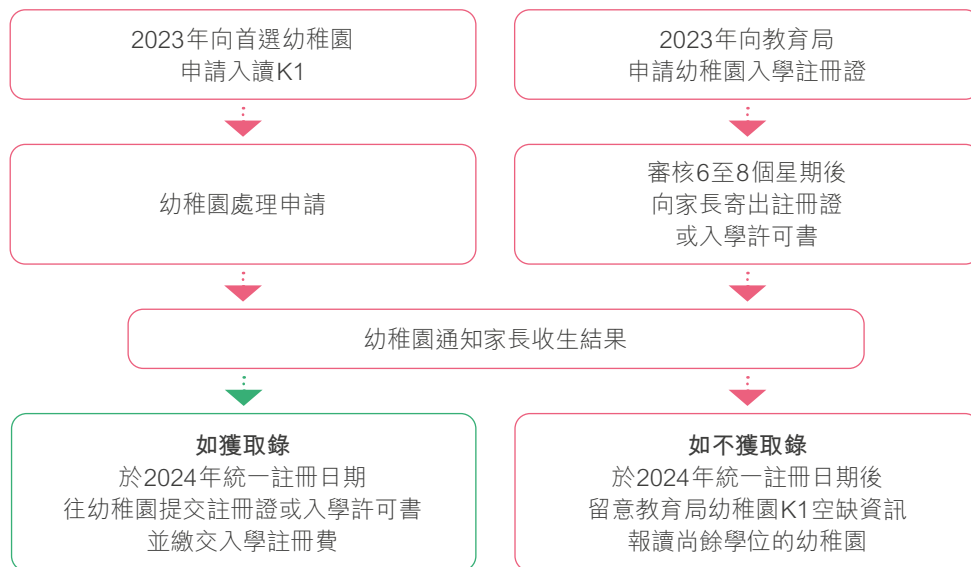 2023年向首選幼稚園
申請入讀K1
2023年向教育局
申請幼稚園入學註冊證
幼稚園處理申請
審核6至8個星期後
向家長寄出註冊證
或入學許可書
幼稚園通知家長收生結果
如獲取錄
於2024年統一註冊日期
往幼稚園提交註冊證或入學許可書
並繳交入學註冊費
如不獲取錄
於2024年統一註冊日期後
留意教育局幼稚園K1空缺資訊
報讀尚餘學位的幼稚園